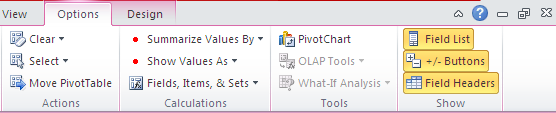 View Options Design
Clear Summarize Values By PivotChart Field List
Select Show Values As OLAP Tools +/- Buttons
Move PivotTable Fields, Items, & Sets What-If Analysis Field Headers
Actions Calculations Tools Show